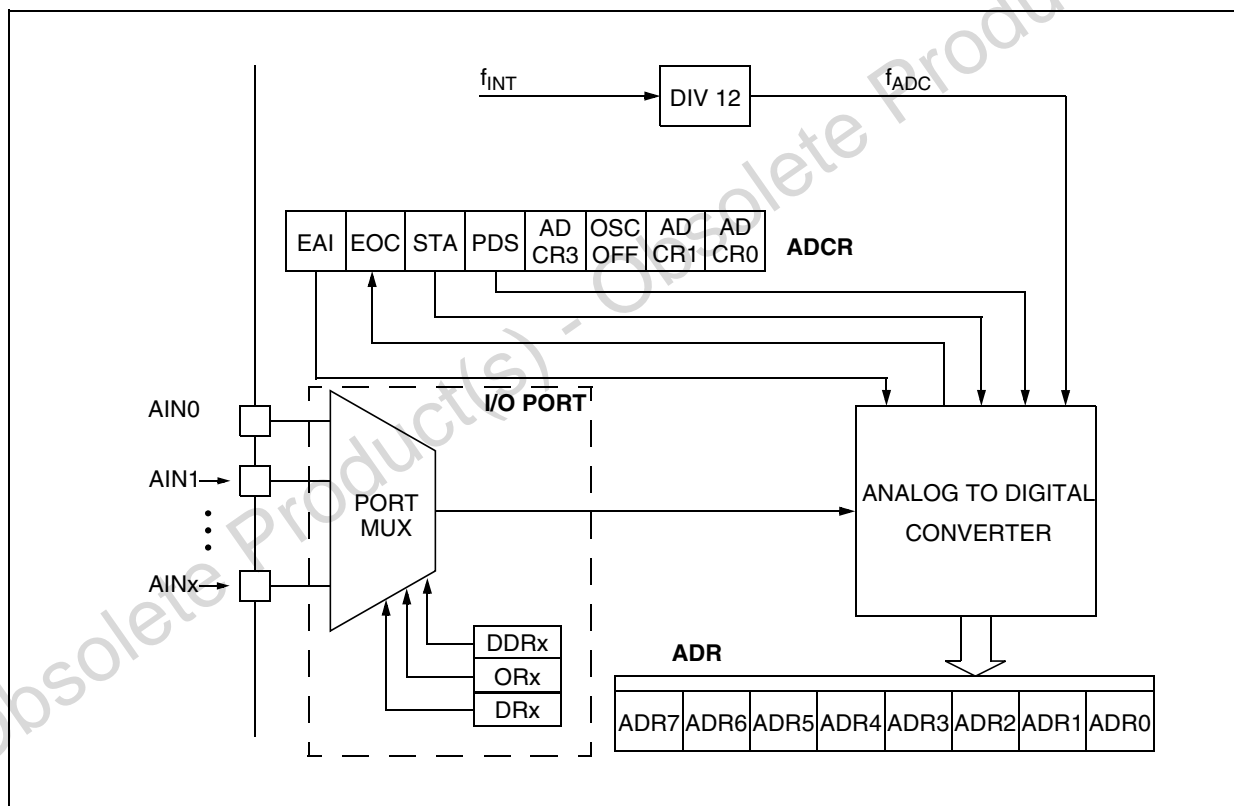 Obsolete Product(s) - Obsolete Produc
fINT
DIV 12
fADC
EAI EOC STA PDS AD CR3 OSC OFF AD CR1 AD CR0
ADCR
I/O PORT
AIN0
AIN1
AINx
PORT
MUX
ANALOG TO DIGITAL
CONVERTER
DDRx
ORx
DRx
ADR
ADR7 ADR6 ADR5 ADR4 ADR3 ADR2 ADR1 ADR0